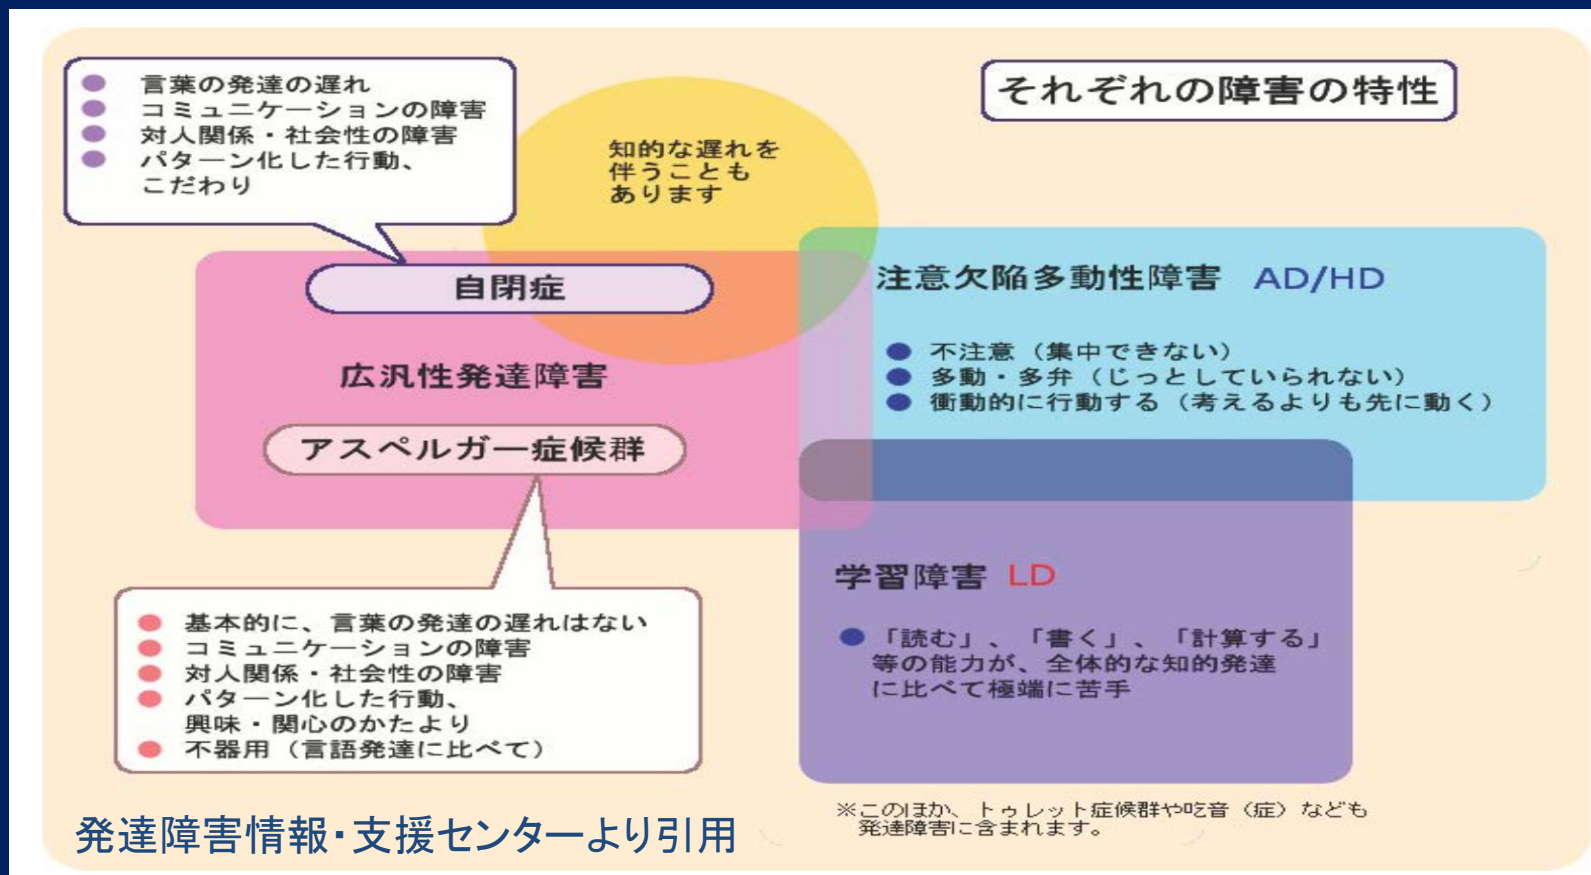 それぞれの障害の特性
● 言葉の発達の遅れ
● コミュニケーションの障害
● 対人関係・社会性の障害
● パターン化した行動、
こだわり
知的な遅れを
伴うことも
あります
自閉症
広汎性発達障害
アスペルガー症候群
● 基本的に、言葉の発達の遅れはない
● コミュニケーションの障害
● 対人関係・社会性の障害
● パターン化した行動、
興味・関心のかたより
● 不器用（言語発達に比べて）
注意欠陥多動性障害 AD/HD
● 不注意（集中できない）
● 多動・多弁（じっとしていられない）
● 衝動的に行動する（考えるよりも先に動く）
学習障害 LD
● 「読む」、「書く」、「計算する」
等の能力が、全体的な知的発達
に比べて極端に苦手
※このほか、トゥレット症候群や吃音（症）なども
発達障害に含まれます。
発達障害情報・支援センターより引用